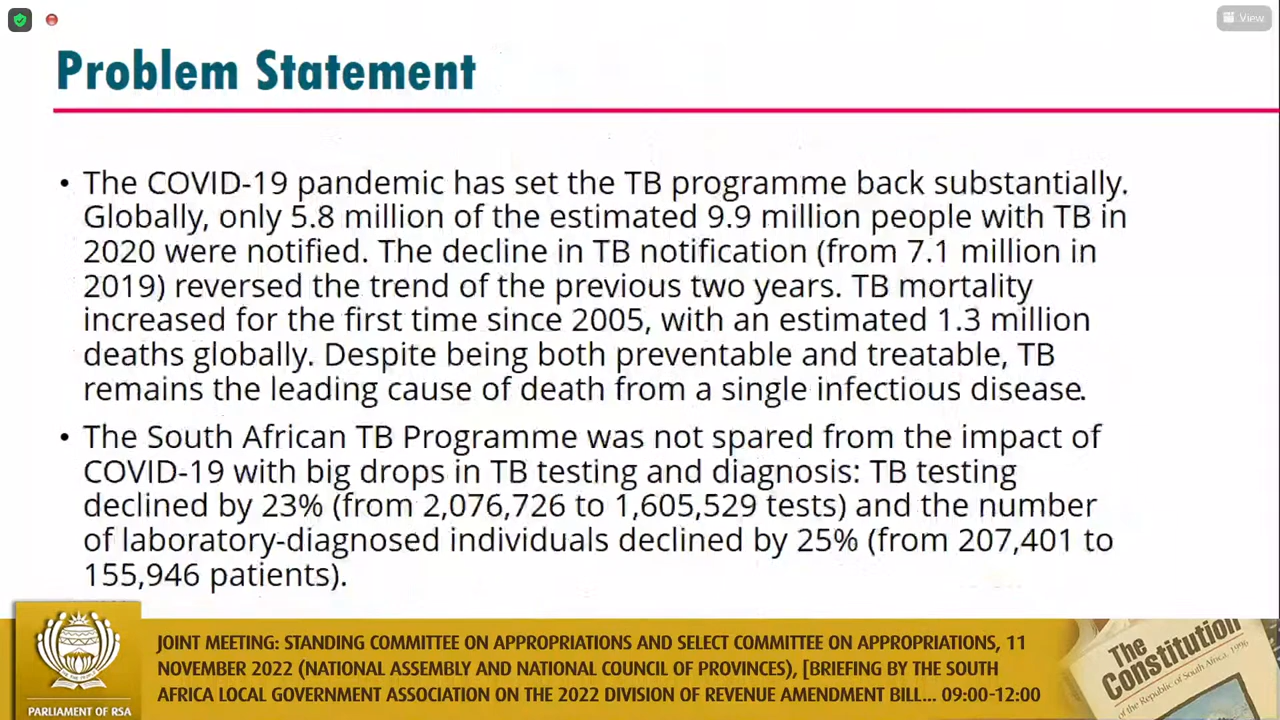 View
Problem Statement
• The COVID-19 pandemic has set the TB programme back substantially.
Globally, only 5.8 million of the estimated 9.9 million people with TB in
2020 were notified. The decline in TB notification (from 7.1 million in
2019) reversed the trend of the previous two years. TB mortality
increased for the first time since 2005, with an estimated 1.3 million
deaths globally. Despite being both preventable and treatable, TB
remains the leading cause of death from a single infectious disease.
• The South African TB Programme was not spared from the impact of
COVID-19 with big drops in TB testing and diagnosis: TB testing
declined by 23% (from 2,076,726 to 1,605,529 tests) and the number
of laboratory-diagnosed individuals declined by 25% (from 207,401 to
155,946 patients).
JOINT MEETING: STANDING COMMITTEE ON APPROPRIATIONS AND SELECT COMMITTEE ON APPROPRIATIONS, 11
NOVEMBER 2022 (NATIONAL ASSEMBLY AND NATIONAL COUNCIL OF PROVINCES), [BRIEFING BY THE SOUTH
AFRICA LOCAL GOVERNMENT ASSOCIATION ON THE 2022 DIVISION OF REVENUE AMENDMENT BILL... 09:00-12:00
PARLIAMENT OF RSA
The
Constitution
of the Republic of South Africa, 1996